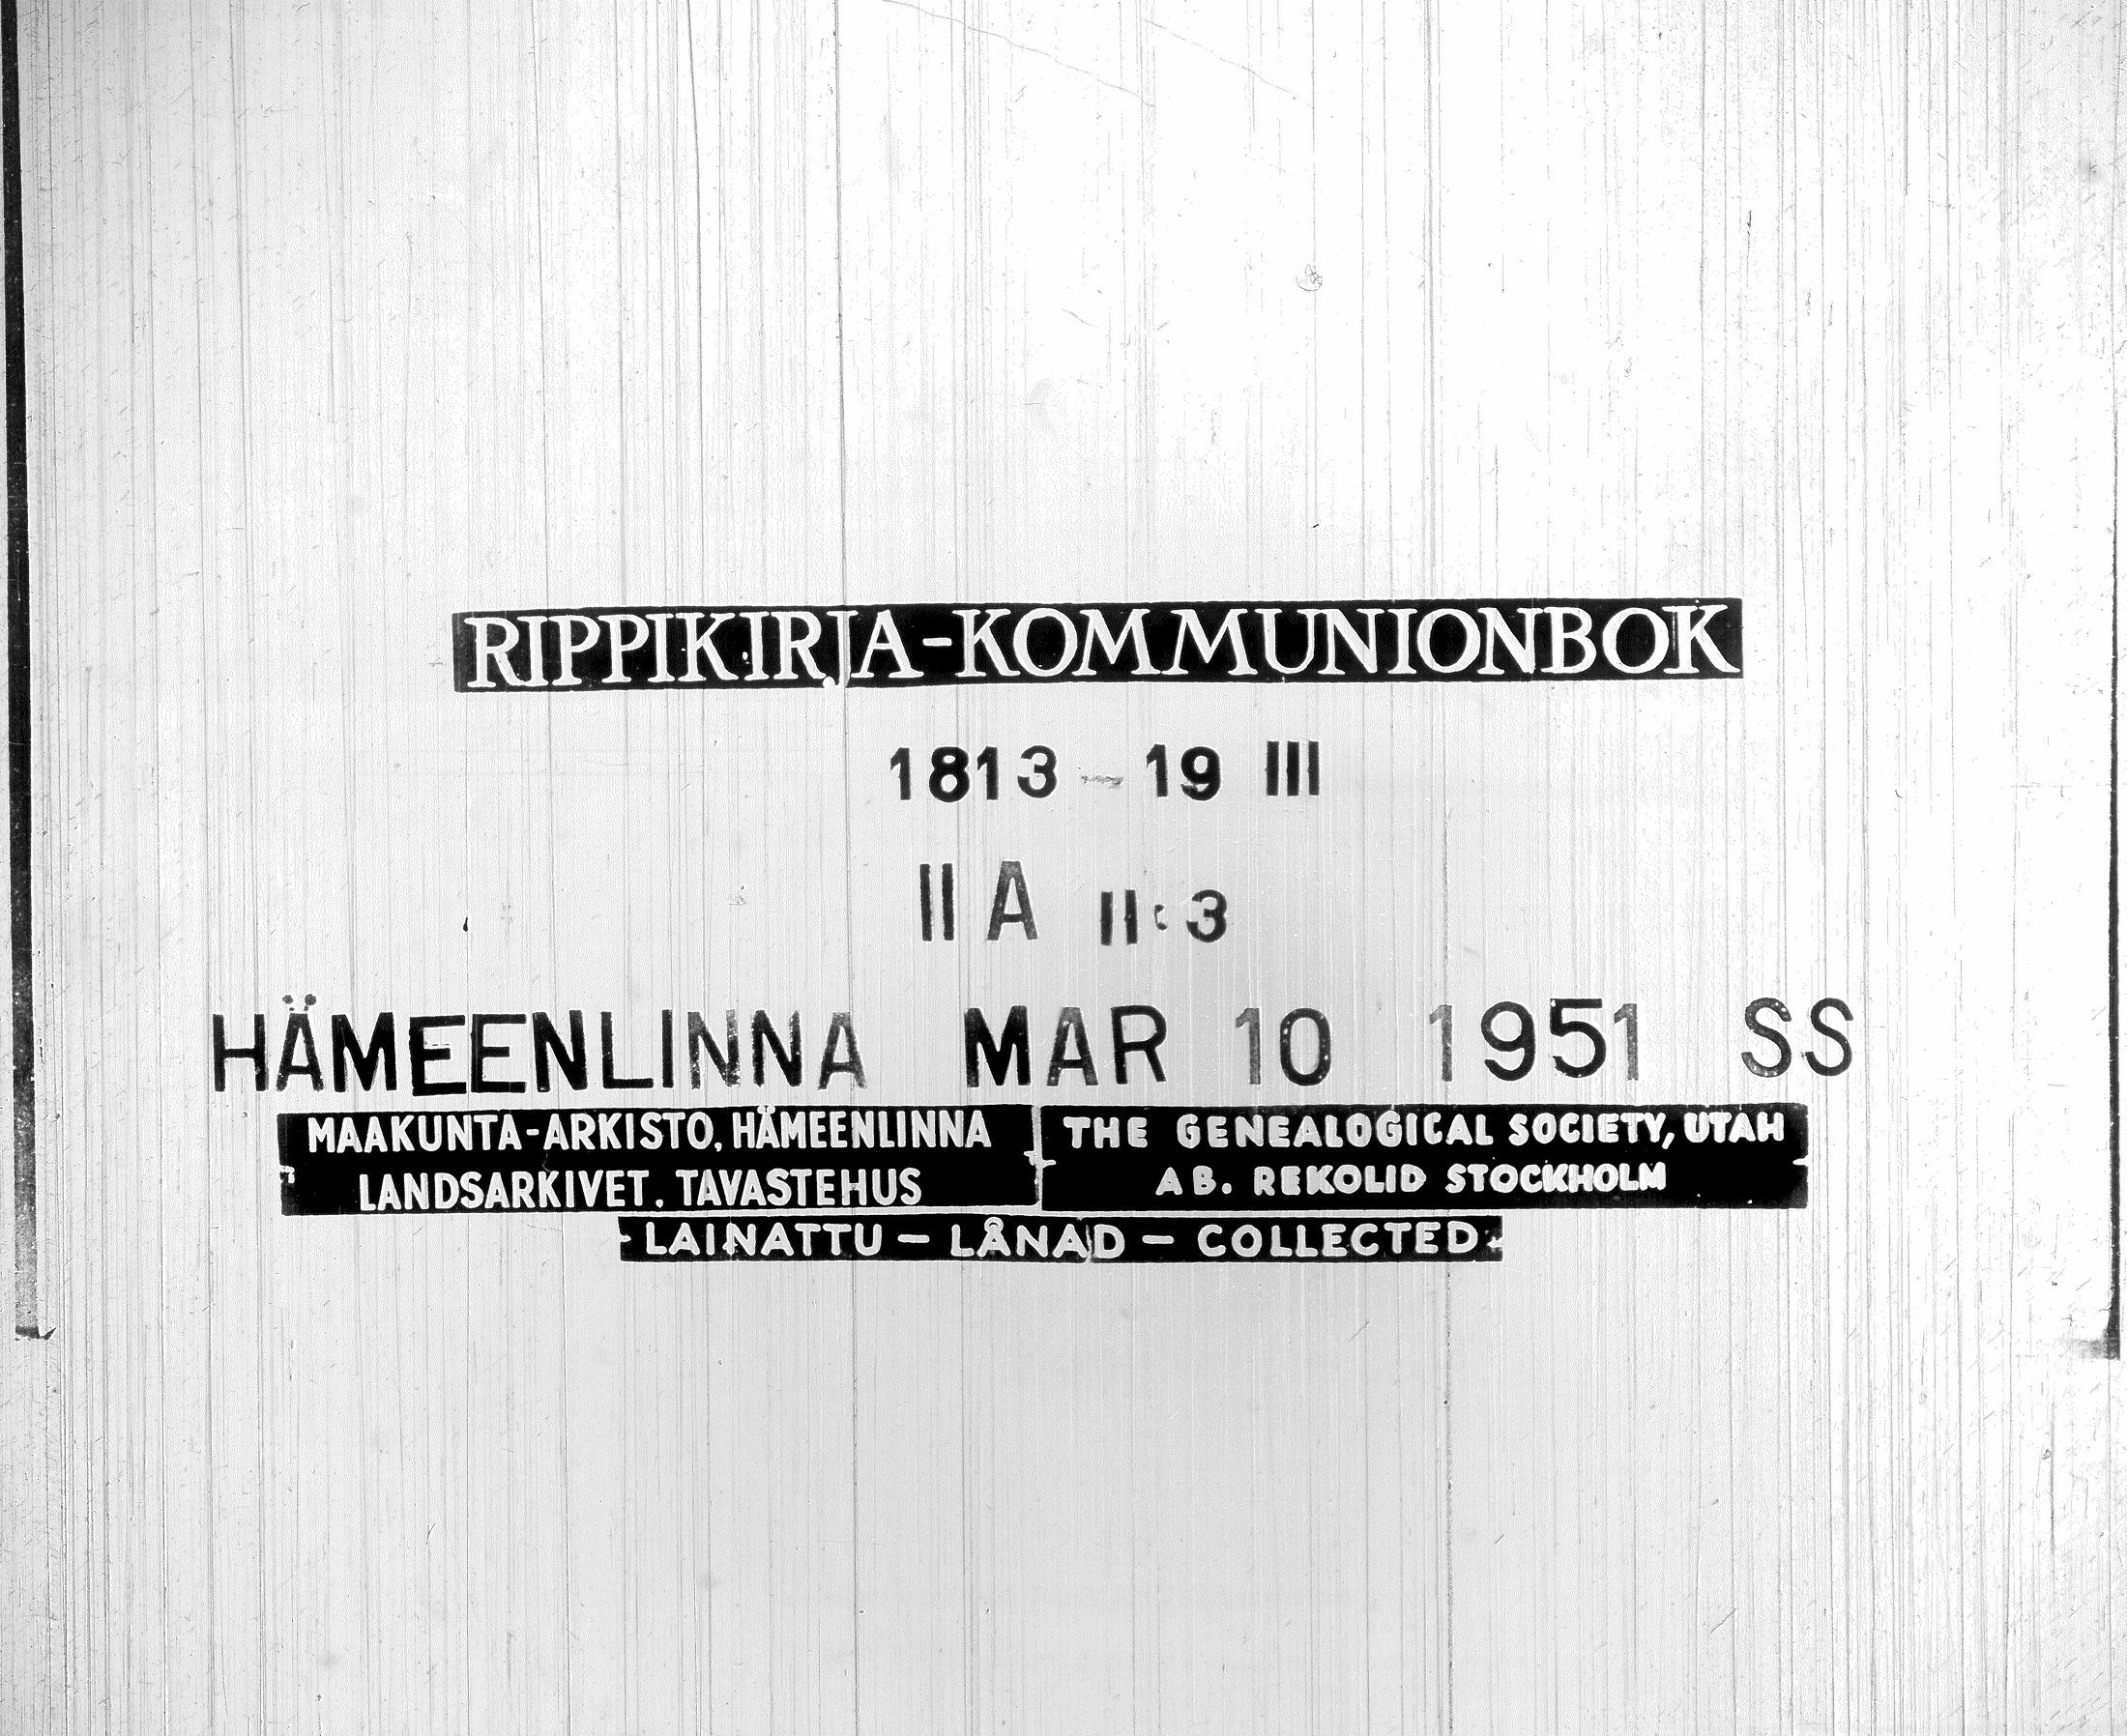 RIPPIKIRJA-KOMMUNIONBOK
1813 - 19 III
II A II:3
HÄMEENLINNA MAR 10 1951 SS
MAAKUNTA-ARKISTO, HÄMEENLINNA
LANDSARKIVET. TAVASTEHUS
THE GENEALOGICAL SOCIETY, UTAH
AB. REKOLID STOCKHOLM
LAINATTU - LÅNAD - COLLECTED